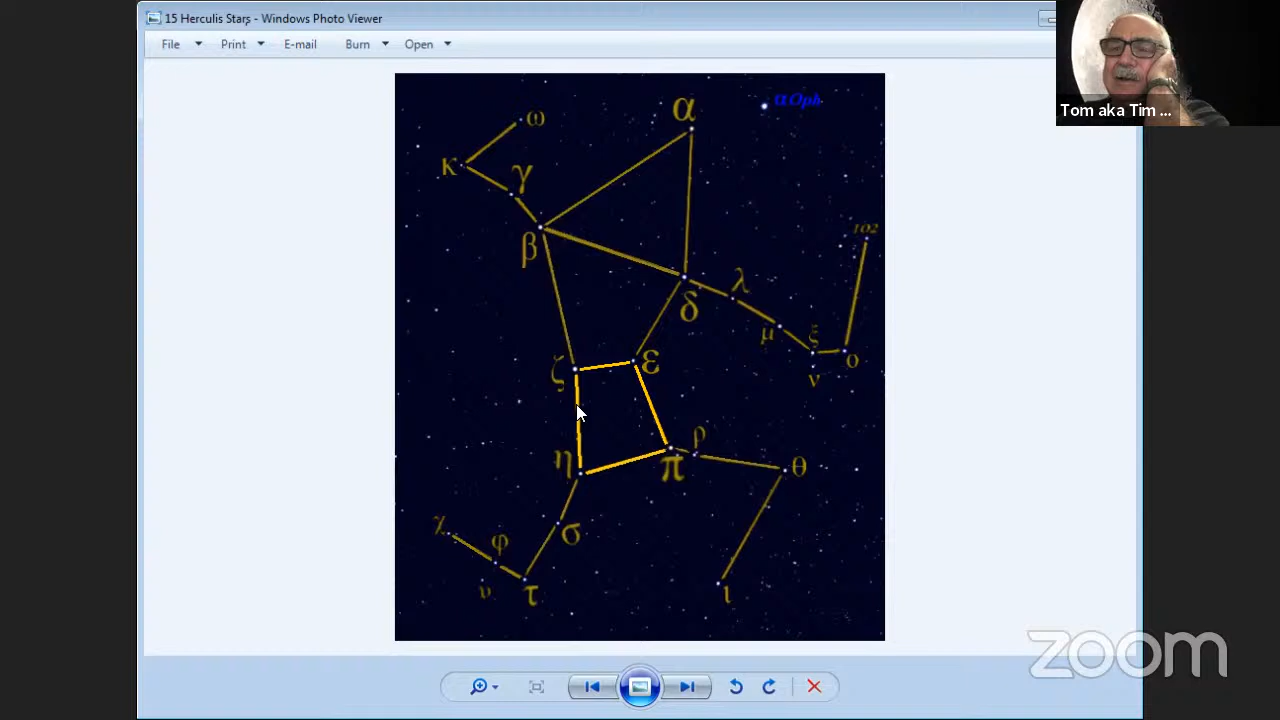 15 Herculis Stars - Windows Photo Viewer
File Print E-mail Burn Open
Tom aka Tim ...
α Oph
α
ω
κ
γ
β
102
λ
δ
μ
ξ
ν
ο
ζ
ε
η
π
ρ
θ
χ
φ
σ
υ
τ
ι
zoom